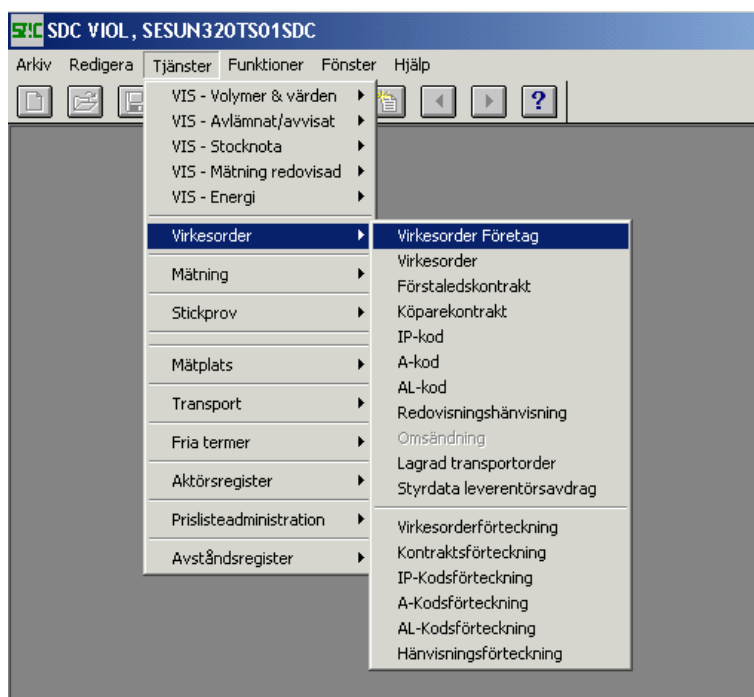 SDC VIOL, SESUN320TS01SDC
Arkiv Redigera Tjänster Funktioner Fönster Hjälp
VIS - Volymer & värden
VIS - Avlämnat/avvisat
VIS - Stocknota
VIS - Mätning redovisad
VIS - Energi
Virkesorder
Mätning
Stickprov
Mätplats
Transport
Fria termer
Aktörsregister
Prislisteadministration
Avståndsregister
Virkesorder Företag
Virkesorder
Förstaledskontrakt
Köparekontrakt
IP-kod
A-kod
AL-kod
Redovisningshänvisning
Omsändning
Lagrad transportorder
Styrdata leverentörsavdrag
Virkesorderförteckning
Kontraktsförteckning
IP-Kodsförteckning
A-Kodsförteckning
AL-Kodsförteckning
Hänvisningsförteckning